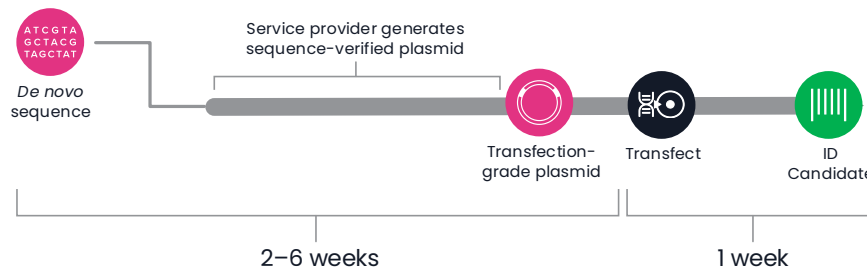 ATCGTA
GCTACG
TAGCTAT
De novo
sequence
Service provider generates
sequence-verified plasmid
Transfection-
grade plasmid
Transfect
ID
Candidate
2–6 weeks
1 week